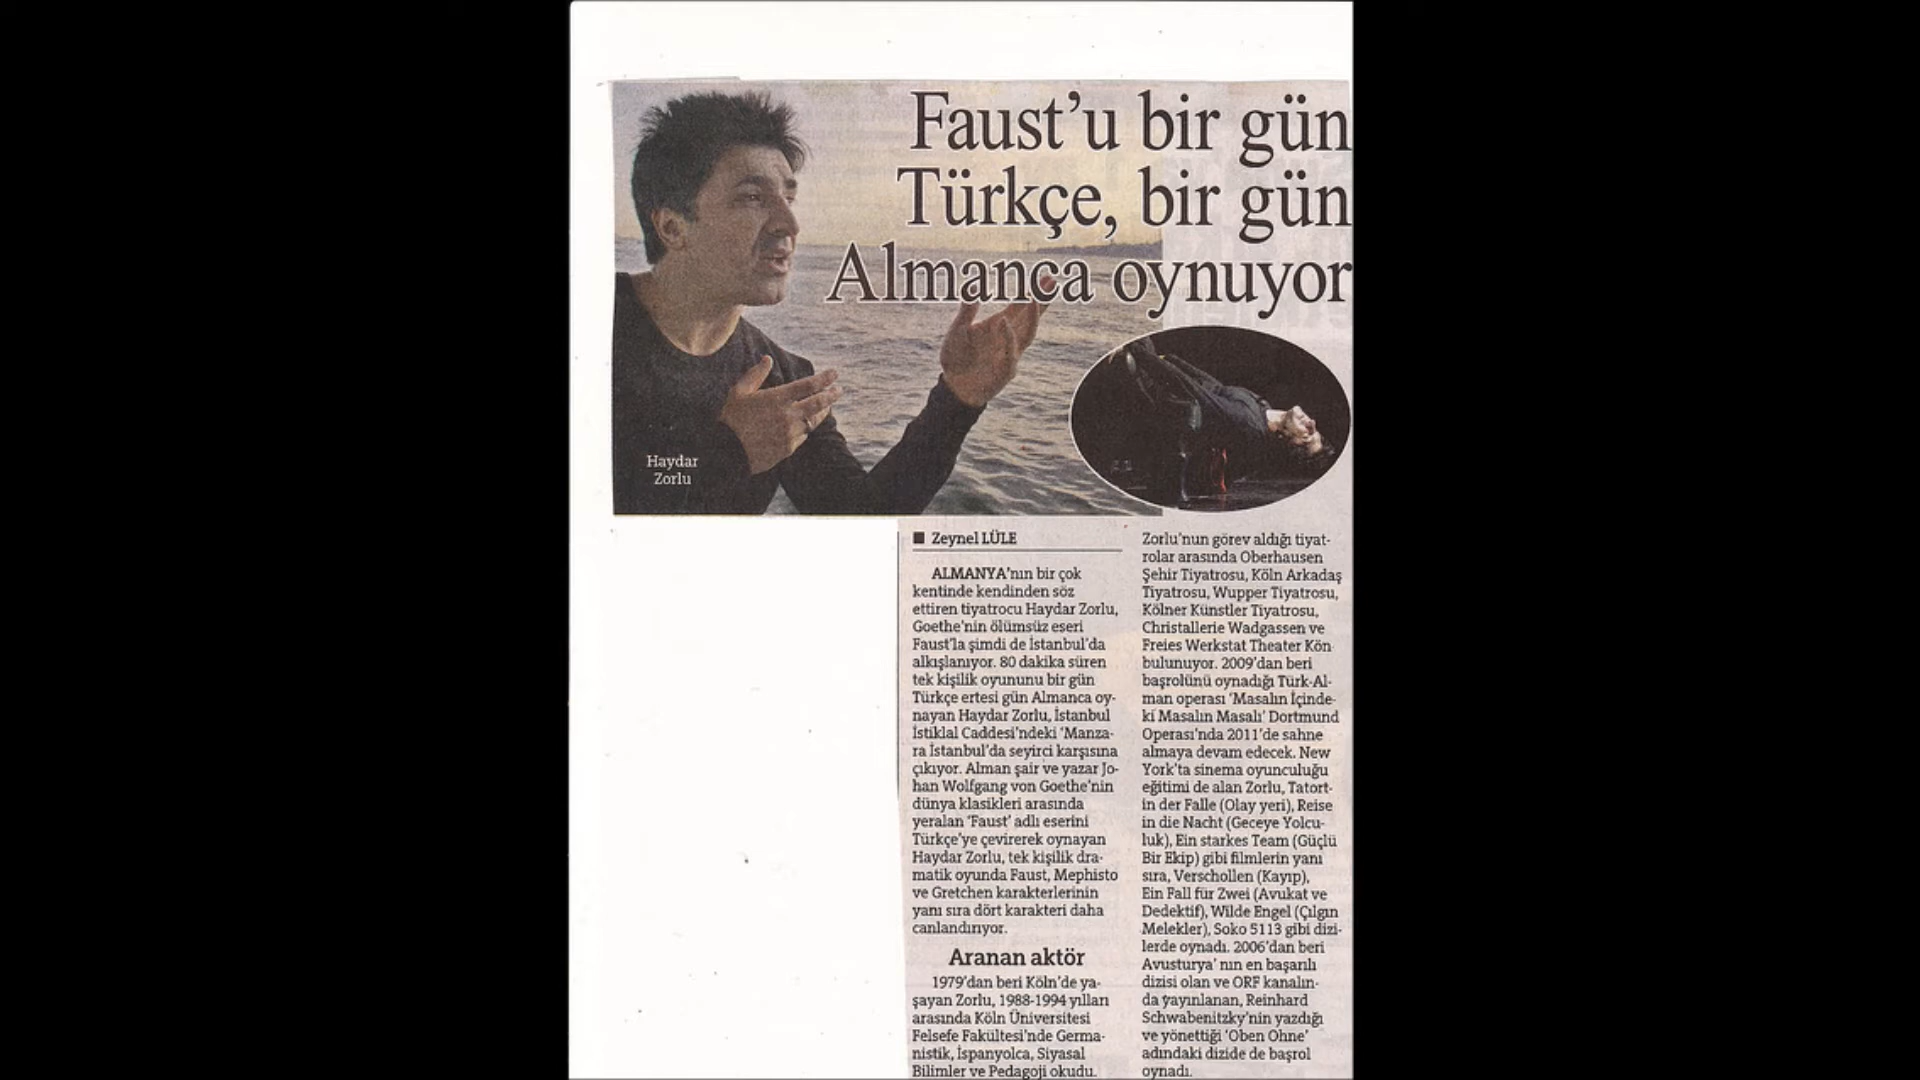 Faust'u bir gün
Türkçe, bir gün
Almanca oynuyor
Haydar
Zorlu
■ Zeynel LÜLE
ALMANYA'nın bir çok
kentinde kendinden söz
ettiren tiyatrocu Haydar Zorlu,
Goethe'nin ölümsüz eseri
Faust'la şimdi de İstanbul'da
alkışlanıyor. 80 dakika süren
tek kişilik oyununu bir gün
Türkçe ertesi gün Almanca oy-
nayan Haydar Zorlu, İstanbul
İstiklal Caddesi'ndeki 'Manza-
ra İstanbul'da seyirci karşısına
çıkıyor. Alman şair ve yazar Jo-
han Wolfgang von Goethe'nin
dünya klasikleri arasında
yeralan 'Faust' adlı eserini
Türkçe'ye çevirerek oynayan
Haydar Zorlu, tek kişilik dra-
matik oyunda Faust, Mephisto
ve Gretchen karakterlerinin
yanı sıra dört karakteri daha
canlandırıyor.
Aranan aktör
1979'dan beri Köln'de ya-
şayan Zorlu, 1988-1994 yılları
arasında Köln Üniversitesi
Felsefe Fakültesi'nde Germa-
nistik, İspanyolca, Siyasal
Bilimler ve Pedagoji okudu.
Zorlu'nun görev aldığı tiyat-
rolar arasında Oberhausen
Şehir Tiyatrosu, Köln Arkadaş
Tiyatrosu, Wupper Tiyatrosu,
Kölner Künstler Tiyatrosu,
Christallerie Wadgassen ve
Freies Werkstat Theater Kön
bulunuyor. 2009'dan beri
başrolünü oynadığı Türk-Al-
man operası 'Masalın İçinde-
ki Masalın Masalı' Dortmund
Operası'nda 2011'de sahne
almaya devam edecek. New
York'ta sinema oyunculuğu
eğitimi de alan Zorlu, Tatort-
in der Falle (Olay yeri), Reise
in die Nacht (Geceye Yolcu-
luk), Ein starkes Team (Güçlü
Bir Ekip) gibi filmlerin yanı
sıra, Verschollen (Kayıp),
Ein Fall für Zwei (Avukat ve
Dedektif), Wilde Engel (Çılgın
Melekler), Soko 5113 gibi dizi-
lerde oynadı. 2006'dan beri
Avusturya' nın en başarılı
dizisi olan ve ORF kanalın-
da yayınlanan, Reinhard
Schwabenitzky'nin yazdığı
ve yönettiği 'Oben Ohne'
adındaki dizide de başrol
oynadı.